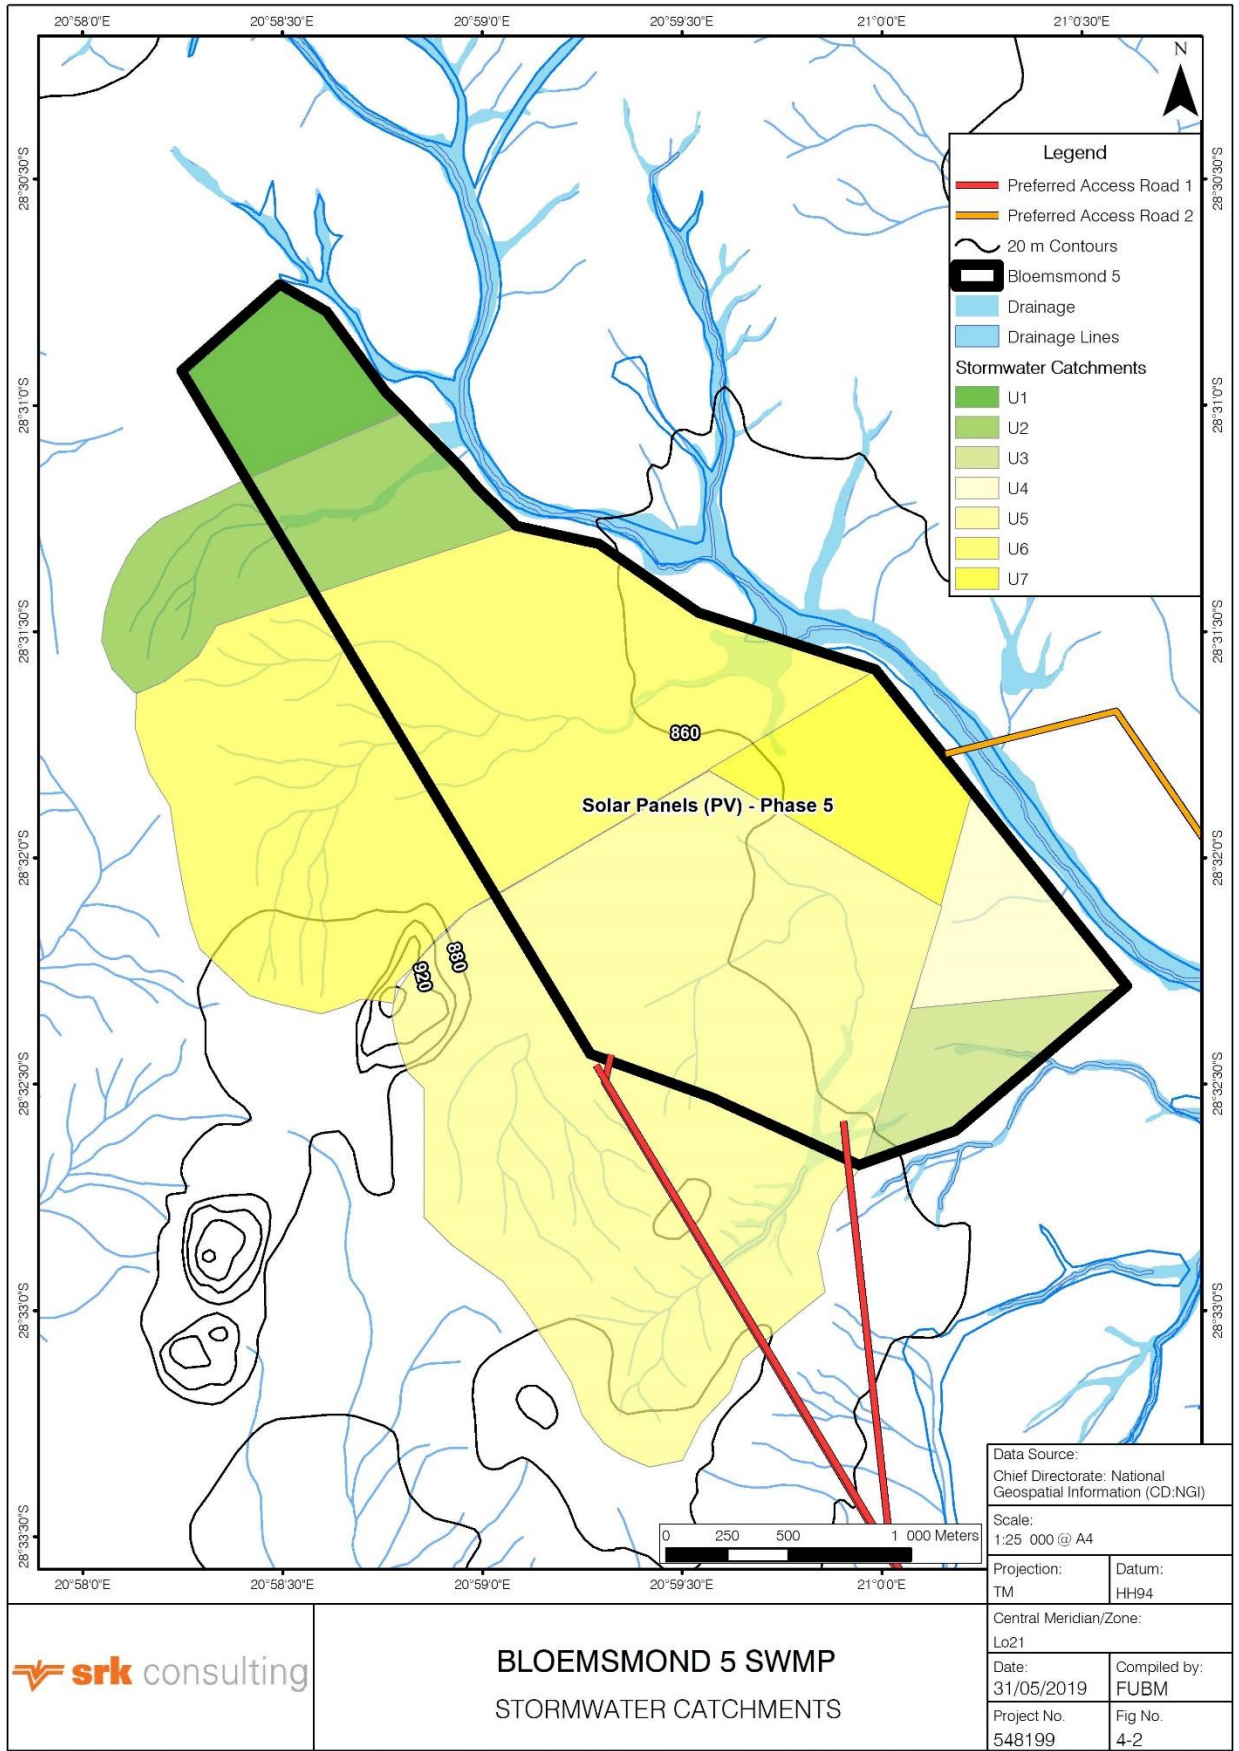 20°58'0"E 20°58'30"E 20°59'0"E 20°59'30"E 21°0'0"E 21°0'30"E
N
28°30'30"S
28°31'0"S
28°31'30"S
28°32'0"S
28°32'30"S
28°33'0"S
28°33'30"S
28°30'30"S
28°31'0"S
28°31'30"S
28°32'0"S
28°32'30"S
28°33'0"S
Legend
Preferred Access Road 1
Preferred Access Road 2
20 m Contours
Bloemsmond 5
Drainage
Drainage Lines
Stormwater Catchments
U1
U2
U3
U4
U5
U6
U7
860
Solar Panels (PV) - Phase 5
880
920
0 250 500 1 000 Meters
20°58'0"E 20°58'30"E 20°59'0"E 20°59'30"E 21°0'0"E
Data Source:
Chief Directorate: National
Geospatial Information (CD:NGI)
Scale:
1:25 000 @ A4
Projection:
TM
Datum:
HH94
Central Meridian/Zone:
Lo21
Date:
31/05/2019
Compiled by:
FUBM
Project No.
548199
Fig No.
4-2
srk consulting
BLOEMSMOND 5 SWMP
STORMWATER CATCHMENTS